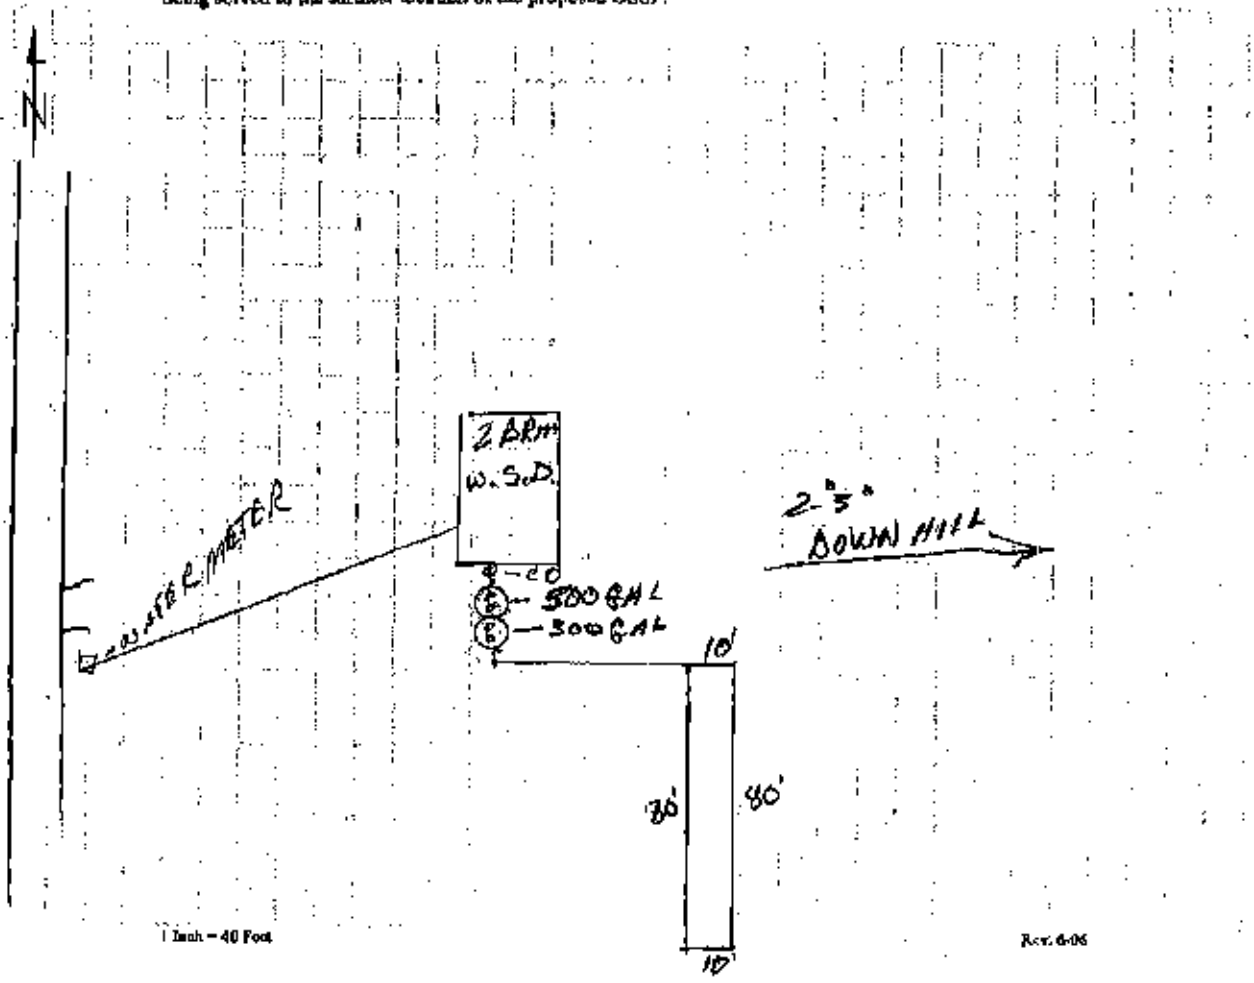 N
2 BRM
W.S.D.
WATER METER
2-5°
DOWN HILL
CO
500 GAL
500 GAL
10'
80'
80'
10'
1 Inch = 40 Foot
Rev. 6-06